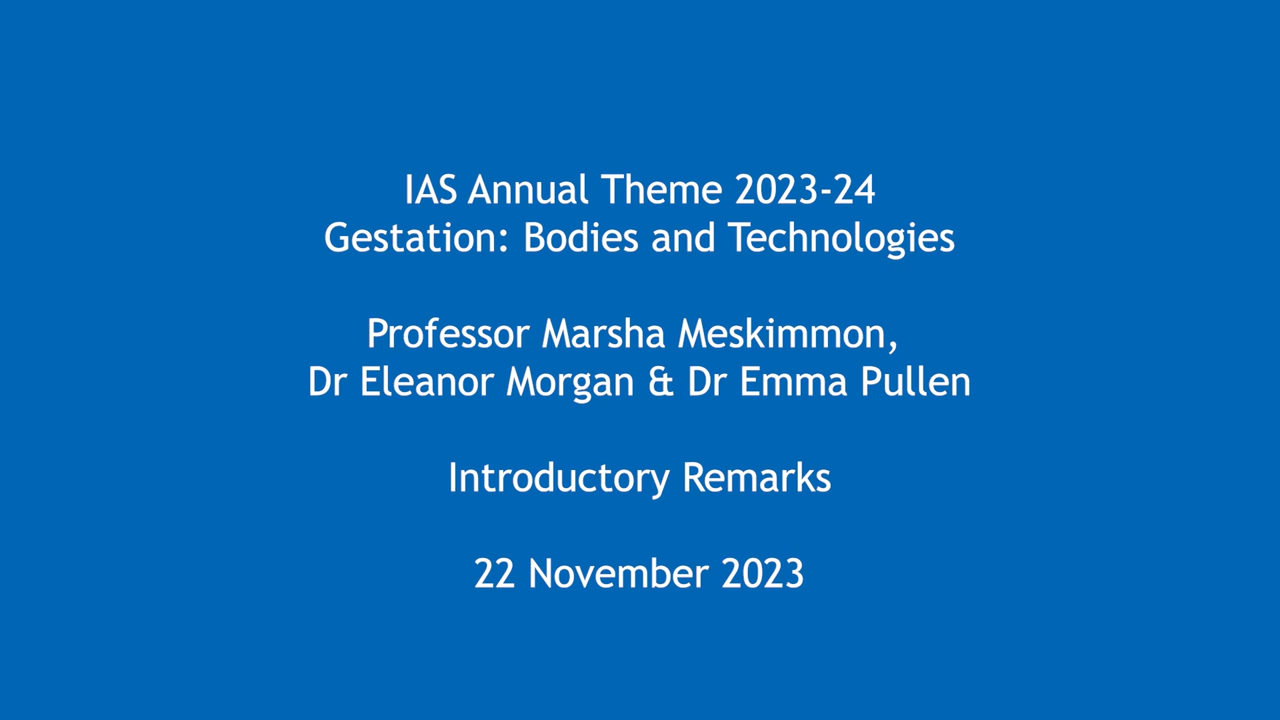 IAS Annual Theme 2023-24
Gestation: Bodies and Technologies
Professor Marsha Meskimmon,
Dr Eleanor Morgan & Dr Emma Pullen
Introductory Remarks
22 November 2023